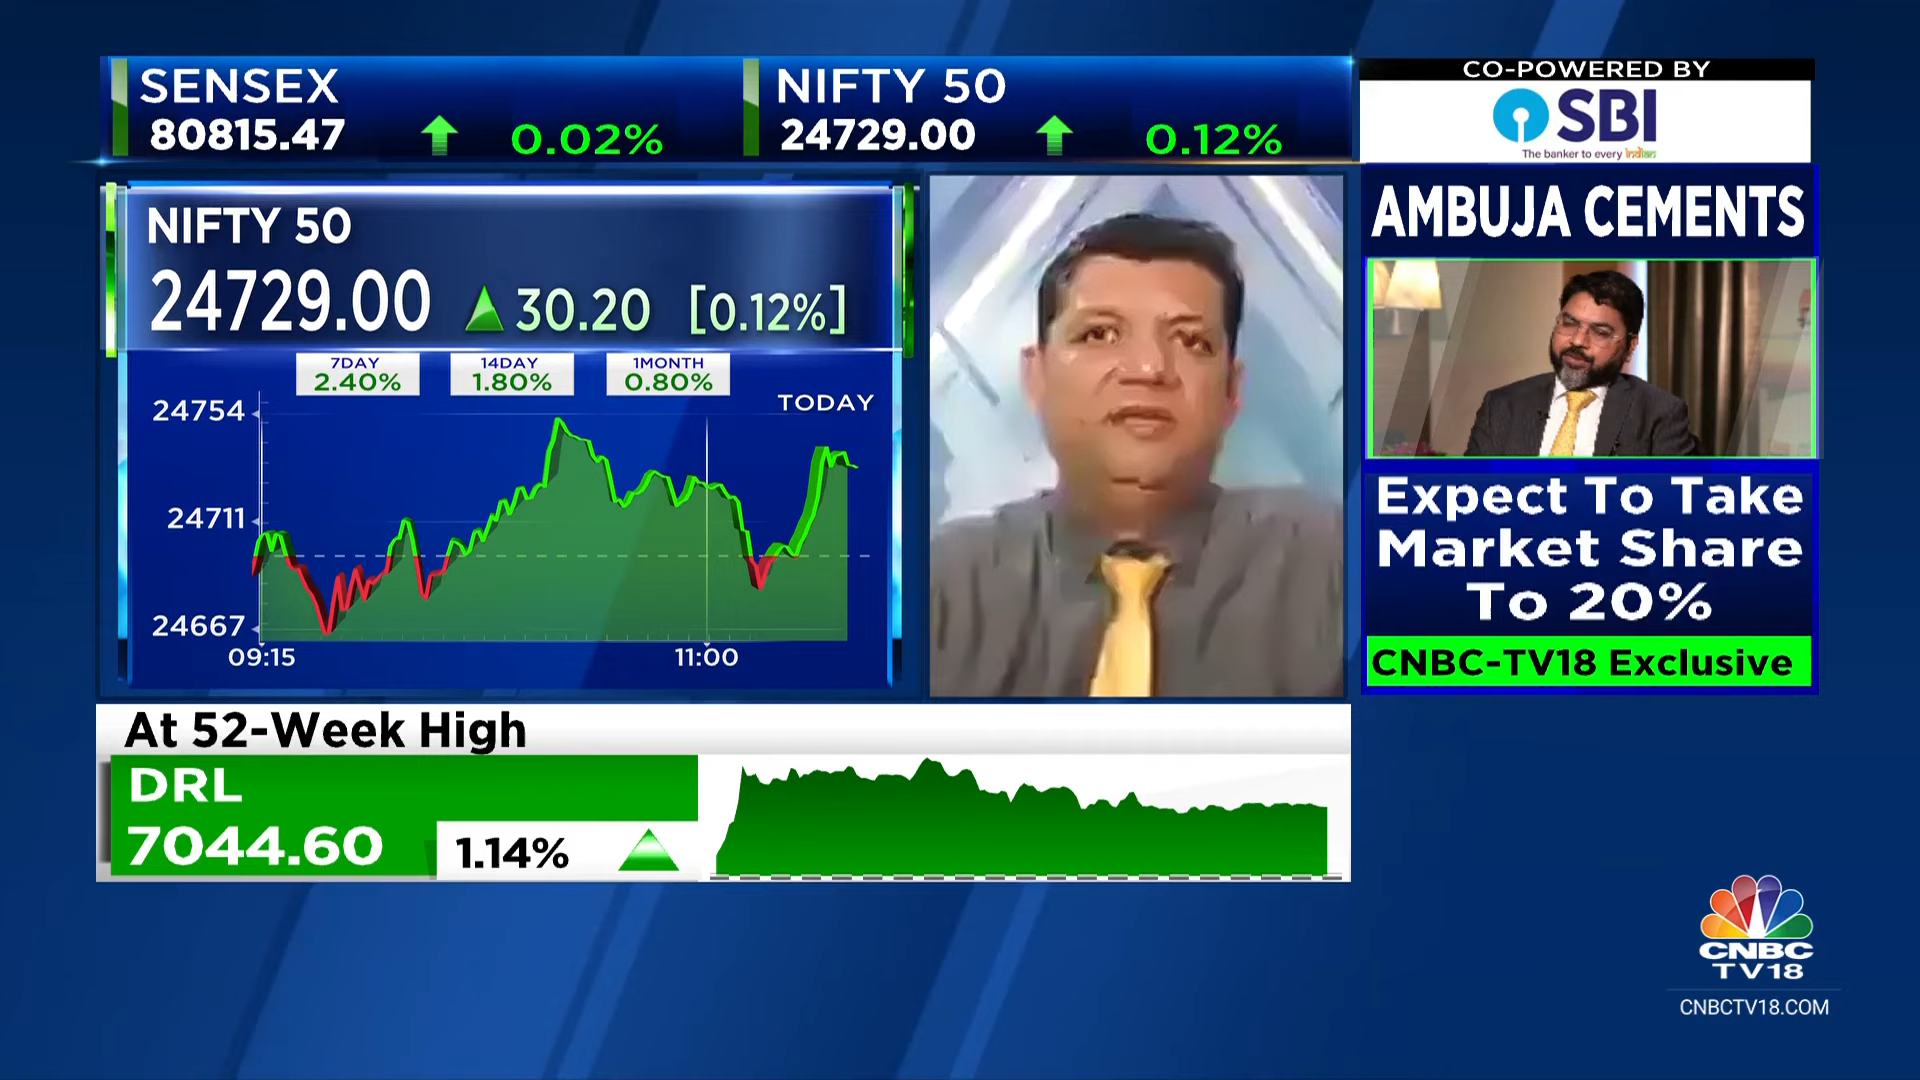 SENSEX
80815.47 0.02%
NIFTY 50
24729.00 0.12%
CO-POWERED BY
SBI
The banker to every indian
NIFTY 50
24729.00 30.20 [0.12%]
7DAY
2.40%
14DAY
1.80%
1MONTH
0.80%
TODAY
24754
24711
24667
09:15 11:00
AMBUJA CEMENTS
Expect To Take
Market Share
To 20%
CNBC-TV18 Exclusive
At 52-Week High
DRL
7044.60 1.14%
CNBC
TV18
CNBCTV18.COM